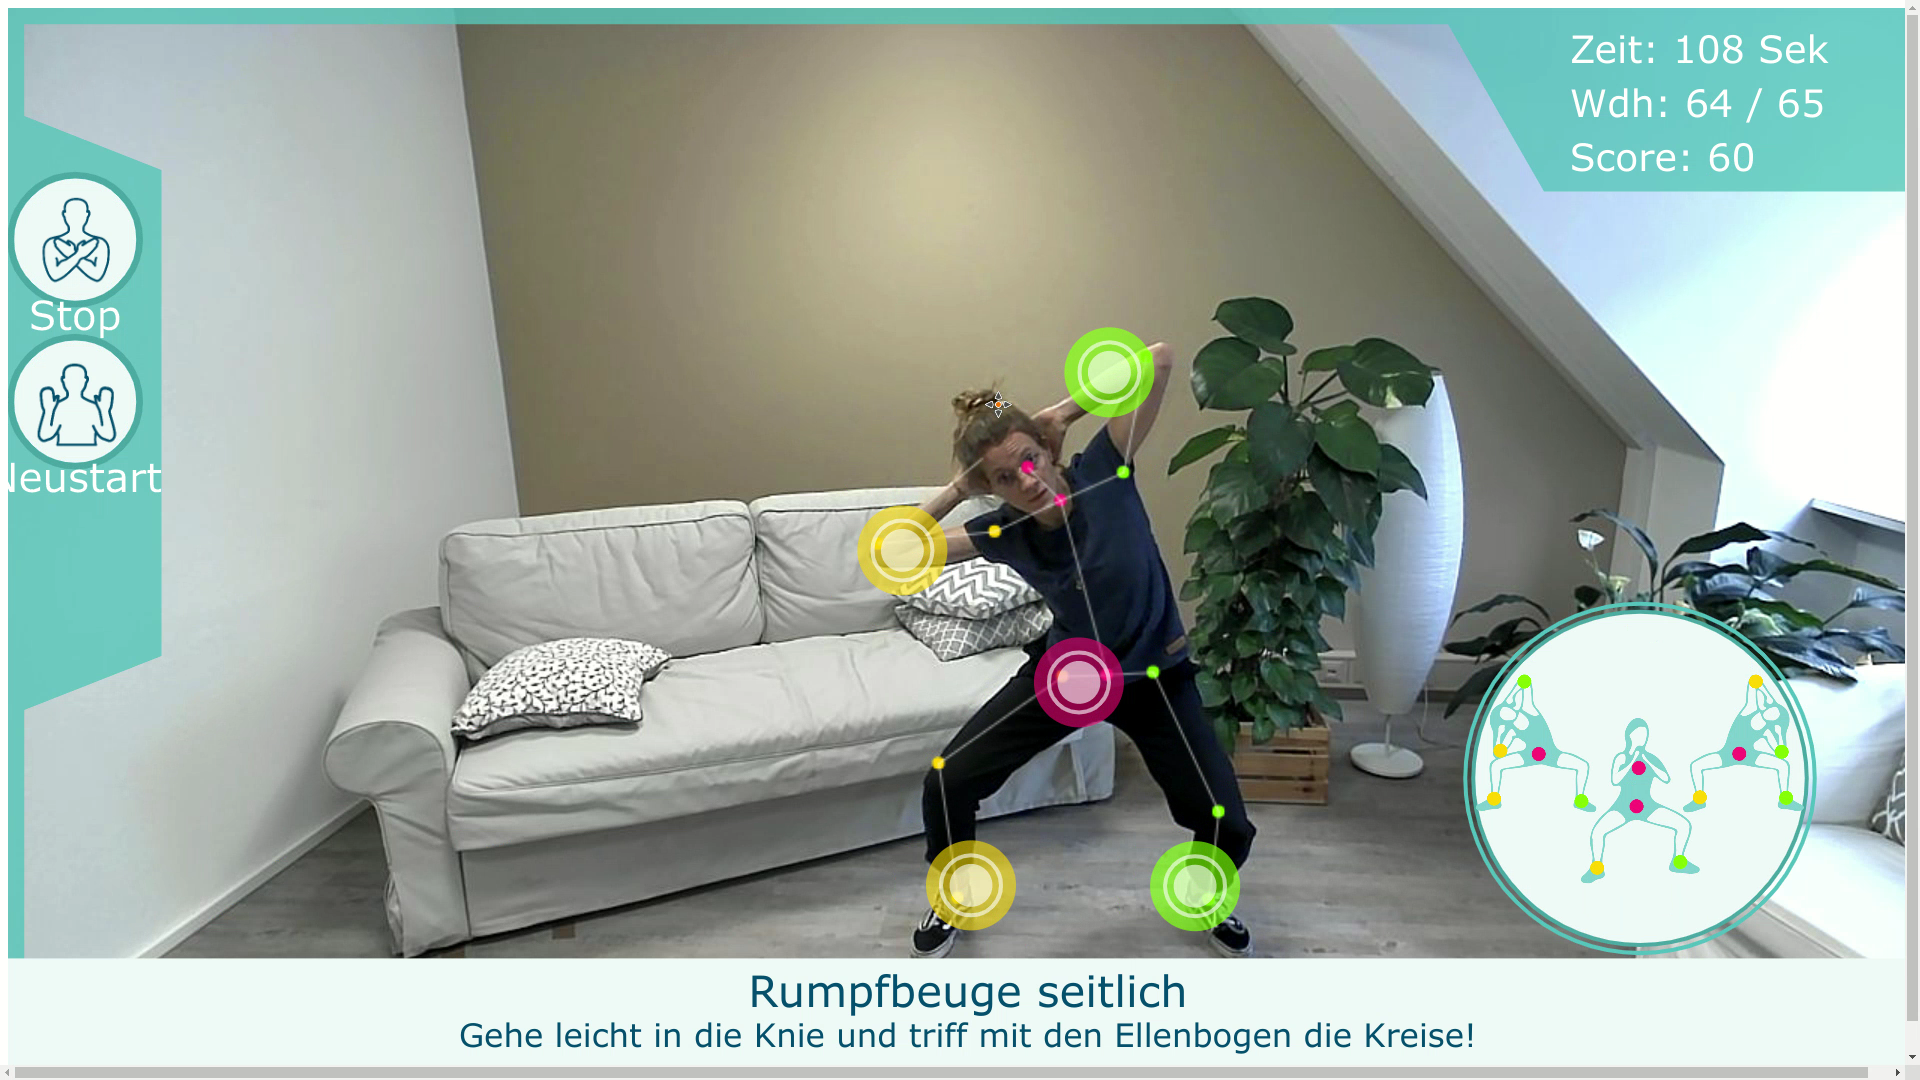 Zeit: 108 Sek
Wdh: 64 / 65
Score: 60
Stop
Neustart
Rumpfbeuge seitlich
Gehe leicht in die Knie und triff mit den Ellenbogen die Kreise!